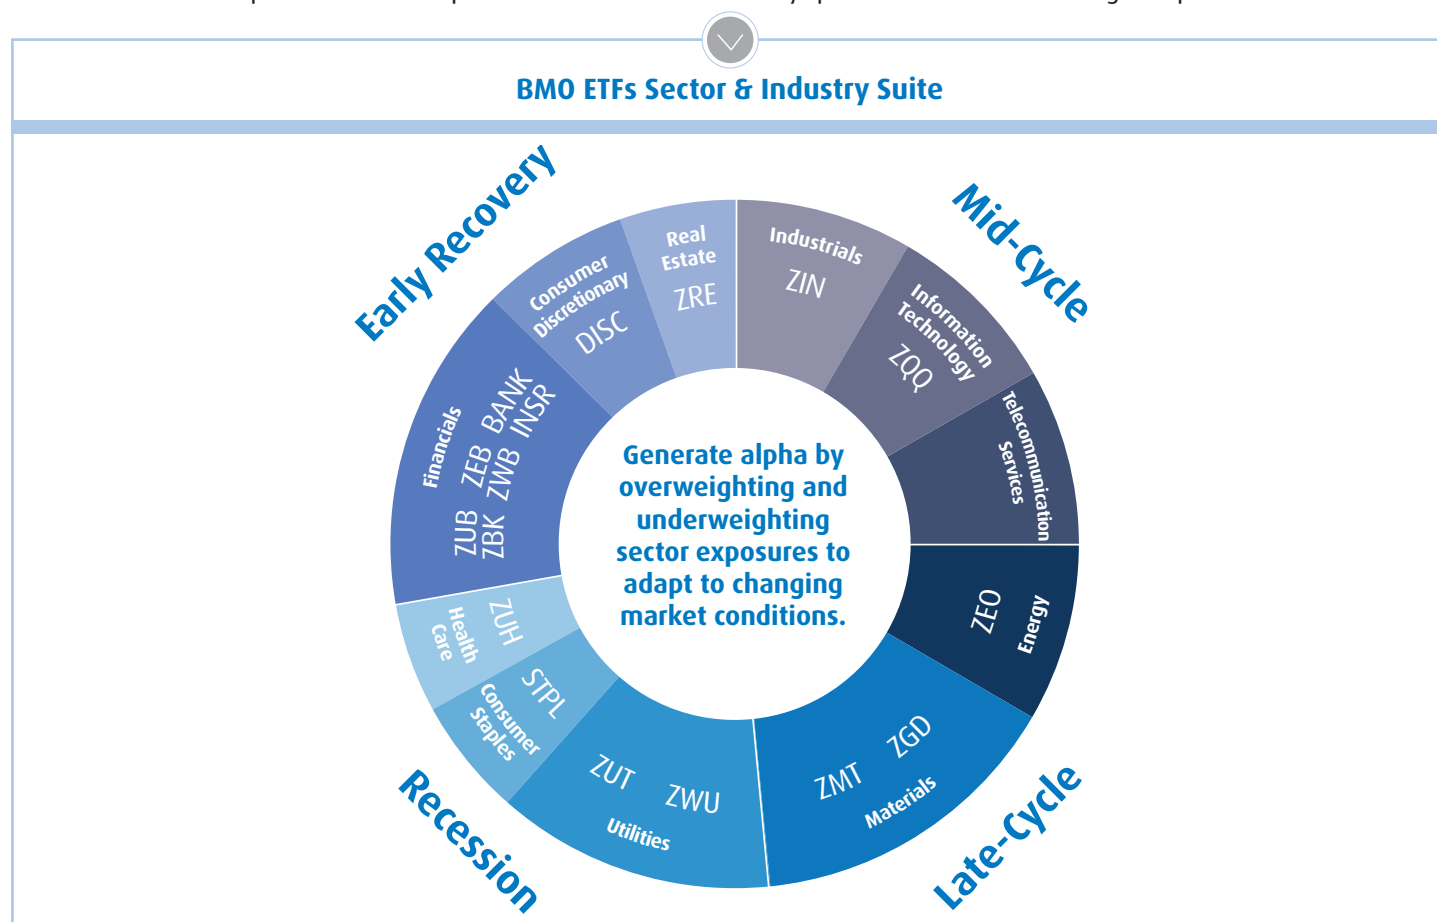 BMO ETFs Sector & Industry Suite
Early Recovery
Mid-Cycle
Real
Estate
ZRE
Industrials
ZIN
Consumer
Discretionary
DISC
Information
Technology
ZQQ
Financials
BANK
INSR
ZEB
ZWB
ZUB
ZBK
Telecommunication
Services
Generate alpha by
overweighting and
underweighting
sector exposures to
adapt to changing
market conditions.
Health
Care
ZUH
ZEO
Energy
Consumer
Staples
STPL
ZUT
ZWU
Utilities
ZMT
ZGD
Materials
Recession
Late-Cycle